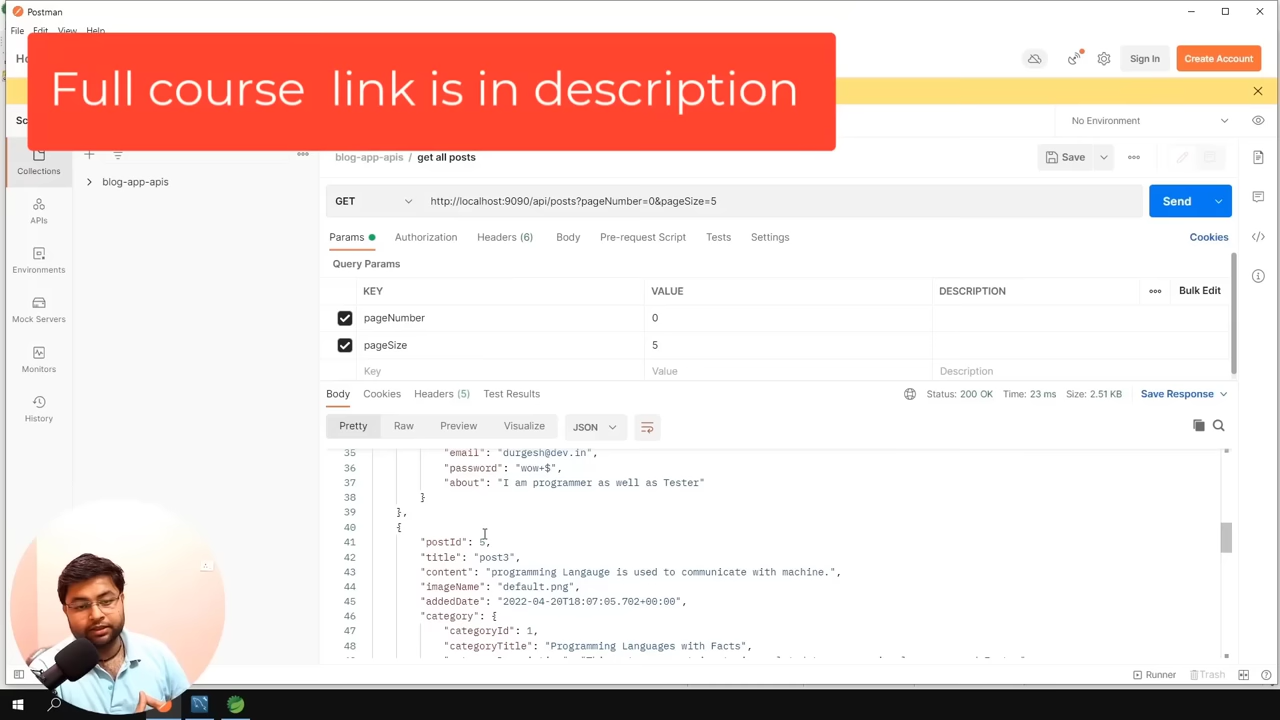 Postman
File Edit View Help
Full course link is in description
Sign In
Create Account
No Environment
blog-app-apis / get all posts
Save
Collections
APIs
Environments
Mock Servers
Monitors
History
blog-app-apis
GET
http://localhost:9090/api/posts?pageNumber=0&pageSize=5
Send
Params
Authorization
Headers (6)
Body
Pre-request Script
Tests
Settings
Cookies
Query Params
KEY VALUE DESCRIPTION
Bulk Edit
pageNumber 0
pageSize 5
Key Value Description
Body Cookies Headers (5) Test Results
Status: 200 OK Time: 23 ms Size: 2.51 KB
Save Response
Pretty Raw Preview Visualize JSON
35 "email": "durgesh@dev.in",
36 "password": "wow+$",
37 "about": "I am programmer as well as Tester"
38 }
39 },
40 {
41 "postId": 5,
42 "title": "post3",
43 "content": "programming Langauge is used to communicate with machine.",
44 "imageName": "default.png",
45 "addedDate": "2022-04-20T18:07:05.702+00:00",
46 "category": {
47 "categoryId": 1,
48 "categoryTitle": "Programming Languages with Facts",
Runner
Trash